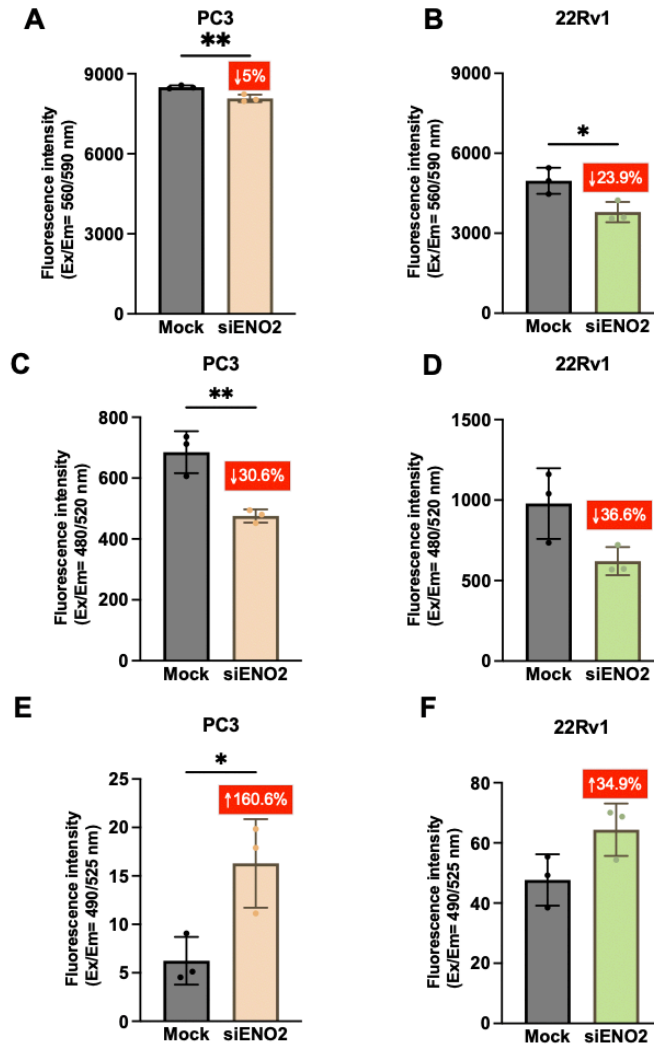 A
PC3
**
↓5%
9000
6000
3000
0
Fluorescence intensity
(Ex/Em= 560/590 nm)
Mock siENO2
B
22Rv1
*
↓23.9%
9000
6000
3000
0
Fluorescence intensity
(Ex/Em= 560/590 nm)
Mock siENO2
C
PC3
**
↓30.6%
800
600
400
200
0
Fluorescence intensity
(Ex/Em= 480/520 nm)
Mock siENO2
D
22Rv1
↓36.6%
1500
1000
500
0
Fluorescence intensity
(Ex/Em= 480/520 nm)
Mock siENO2
E
PC3
*
↑160.6%
25
20
15
10
5
0
Fluorescence intensity
(Ex/Em= 490/525 nm)
Mock siENO2
F
22Rv1
↑34.9%
80
60
40
20
0
Fluorescence intensity
(Ex/Em= 490/525 nm)
Mock siENO2